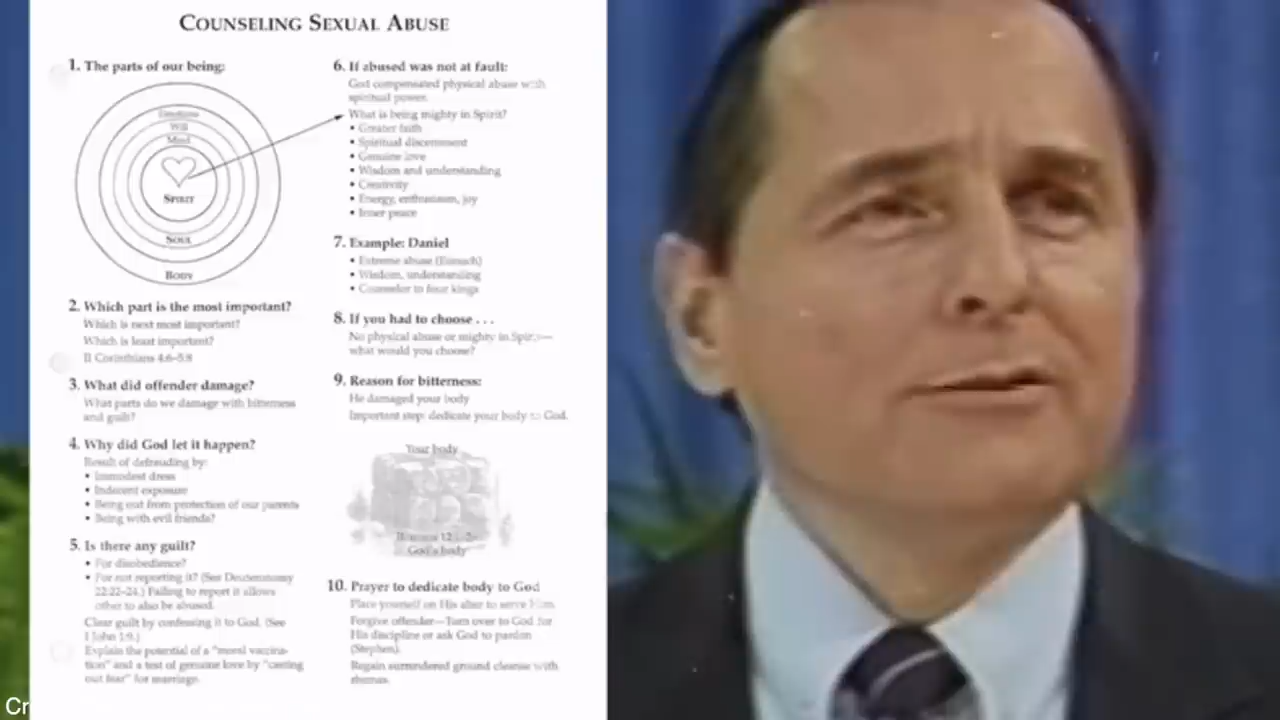 COUNSELING SEXUAL ABUSE
1. The parts of our being:
Emotions
Will
Mind
SPIRIT
SOUL
BODY
2. Which part is the most important?
Which is next most important?
Which is least important?
II Corinthians 4:6-5:8
3. What did offender damage?
What parts do we damage with bitterness
and guilt?
4. Why did God let it happen?
Result of defrauding by:
• Immodest dress
• Indecent exposure
• Being out from protection of our parents
• Being with evil friends?
5. Is there any guilt?
• For disobedience?
• For not reporting it? (See Deuteronomy
22:22-24.) Failing to report it allows
other to also be abused.
Clear guilt by confessing it to God. (See
I John 1:9.)
Explain the potential of a "moral vaccina-
tion" and a test of genuine love by "casting
out fear" for marriage.
6. If abused was not at fault:
God compensated physical abuse with
spiritual power.
What is being mighty in Spirit?
• Greater faith
• Spiritual discernment
• Genuine love
• Wisdom and understanding
• Creativity
• Energy, enthusiasm, joy
• Inner peace
7. Example: Daniel
• Extreme abuse (Eunuch)
• Wisdom, understanding
• Counselor to four kings
8. If you had to choose . . .
No physical abuse or mighty in Spirit—
what would you choose?
9. Reason for bitterness:
He damaged your body
Important step: dedicate your body to God.
Your body
Romans 12:1-2
God's body
10. Prayer to dedicate body to God
Place yourself on His alter to serve Him.
Forgive offender—Turn over to God for
His discipline or ask God to pardon
(Stephen).
Regain surrendered ground cleanse with
rhemas.
Cr